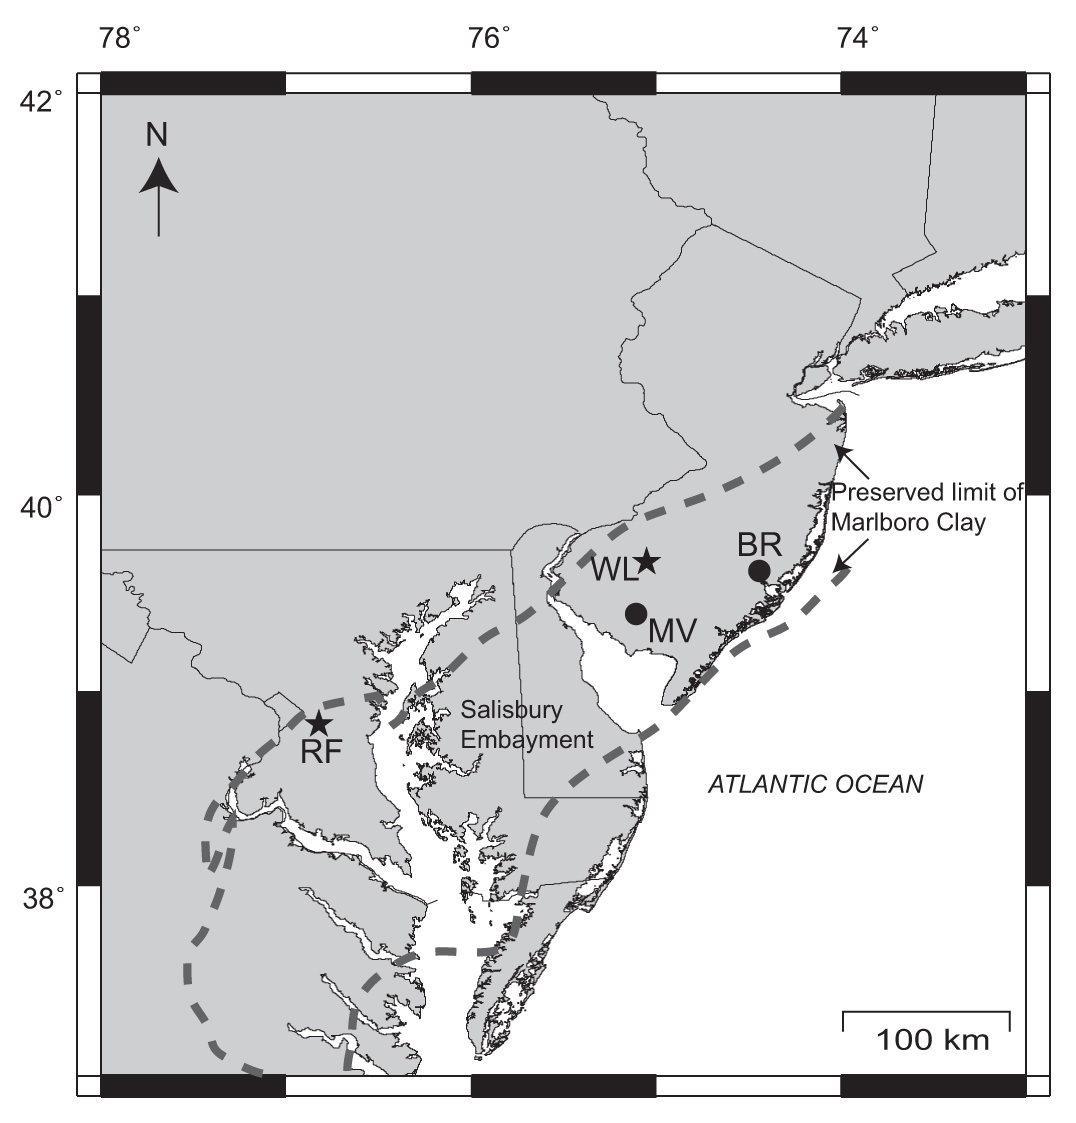 78° 76° 74°
42°
N
Preserved limit of
Marlboro Clay
40°
BR
WL
MV
Salisbury
Embayment
RF
ATLANTIC OCEAN
38°
100 km